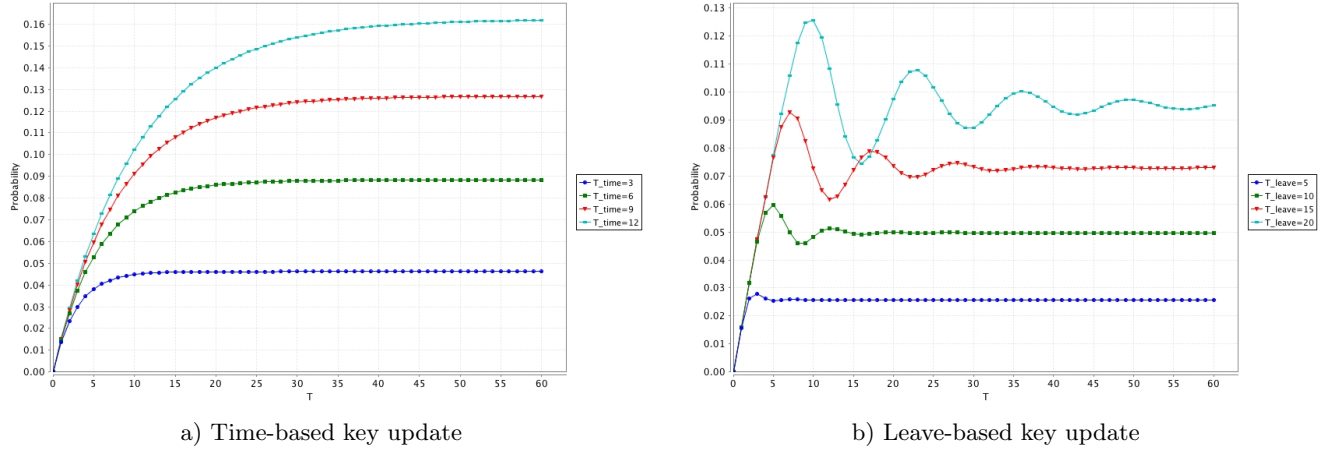 0.16
0.15
0.14
0.13
0.12
0.11
0.10
0.09
0.08
0.07
0.06
0.05
0.04
0.03
0.02
0.01
0.00
Probability
0 5 10 15 20 25 30 35 40 45 50 55 60
T
T_time=3
T_time=6
T_time=9
T_time=12
a) Time-based key update
0.13
0.12
0.11
0.10
0.09
0.08
0.07
0.06
0.05
0.04
0.03
0.02
0.01
0.00
Probability
0 5 10 15 20 25 30 35 40 45 50 55 60
T
T_leave=5
T_leave=10
T_leave=15
T_leave=20
b) Leave-based key update